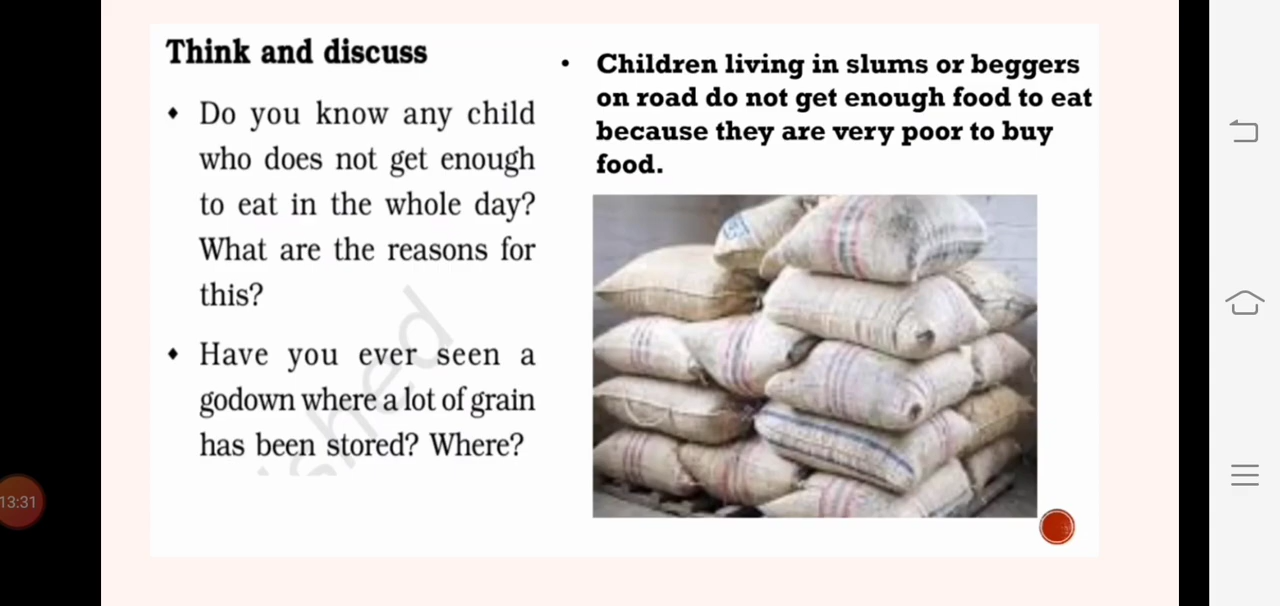 Think and discuss
♦ Do you know any child
who does not get enough
to eat in the whole day?
What are the reasons for
this?
♦ Have you ever seen a
godown where a lot of grain
has been stored? Where?
• Children living in slums or beggers
on road do not get enough food to eat
because they are very poor to buy
food.
shed
13:31